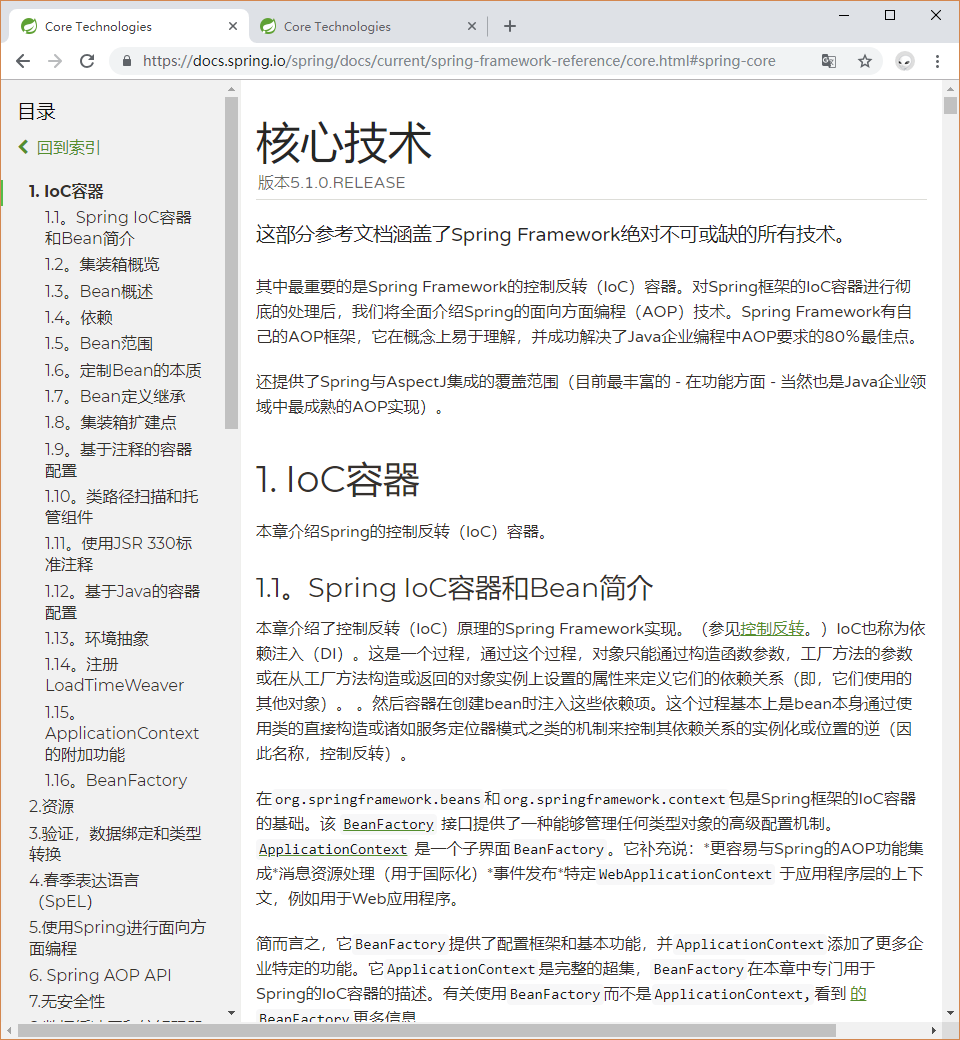 Core Technologies
Core Technologies
https://docs.spring.io/spring/docs/current/spring-framework-reference/core.html#spring-core
目录
回到索引
1. IoC容器
1.1。Spring IoC容器
和Bean简介
1.2。集装箱概览
1.3。Bean概述
1.4。依赖
1.5。Bean范围
1.6。定制Bean的本质
1.7。Bean定义继承
1.8。集装箱扩建点
1.9。基于注释的容器
配置
1.10。类路径扫描和托
管组件
1.11。使用JSR 330标
准注释
1.12。基于Java的容器
配置
1.13。环境抽象
1.14。注册
LoadTimeWeaver
1.15。
ApplicationContext
的附加功能
1.16。BeanFactory
2.资源
3.验证，数据绑定和类型
转换
4.春季表达语言
（SpEL）
5.使用Spring进行面向方
面编程
6. Spring AOP API
7.无安全性
核心技术
版本5.1.0.RELEASE
这部分参考文档涵盖了Spring Framework绝对不可或缺的所有技术。
其中最重要的是Spring Framework的控制反转（IoC）容器。对Spring框架的IoC容器进行彻
底的处理后，我们将全面介绍Spring的面向方面编程（AOP）技术。Spring Framework有自
己的AOP框架，它在概念上易于理解，并成功解决了Java企业编程中AOP要求的80％最佳点。
还提供了Spring与AspectJ集成的覆盖范围（目前最丰富的 - 在功能方面 - 当然也是Java企业领
域中最成熟的AOP实现）。
1. IoC容器
本章介绍Spring的控制反转（IoC）容器。
1.1。Spring IoC容器和Bean简介
本章介绍了控制反转（IoC）原理的Spring Framework实现。（参见控制反转。）IoC也称为依
赖注入（DI）。这是一个过程，通过这个过程，对象只能通过构造函数参数，工厂方法的参数
或在从工厂方法构造或返回的对象实例上设置的属性来定义它们的依赖关系（即，它们使用的
其他对象）。 。然后容器在创建bean时注入这些依赖项。这个过程基本上是bean本身通过使
用类的直接构造或诸如服务定位器模式之类的机制来控制其依赖关系的实例化或位置的逆（因
此名称，控制反转）。
在org.springframework.beans和org.springframework.context包是Spring框架的IoC容器
的基础。该 BeanFactory 接口提供了一种能够管理任何类型对象的高级配置机制。
ApplicationContext 是一个子界面BeanFactory。它补充说：*更容易与Spring的AOP功能集
成*消息资源处理（用于国际化）*事件发布*特定WebApplicationContext 于应用程序层的上下
文，例如用于Web应用程序。
简而言之，它BeanFactory提供了配置框架和基本功能，并ApplicationContext添加了更多企
业特定的功能。它ApplicationContext是完整的超集，BeanFactory在本章中专门用于
Spring的IoC容器的描述。有关使用BeanFactory而不是ApplicationContext,看到 的
BeanFactory更多信息